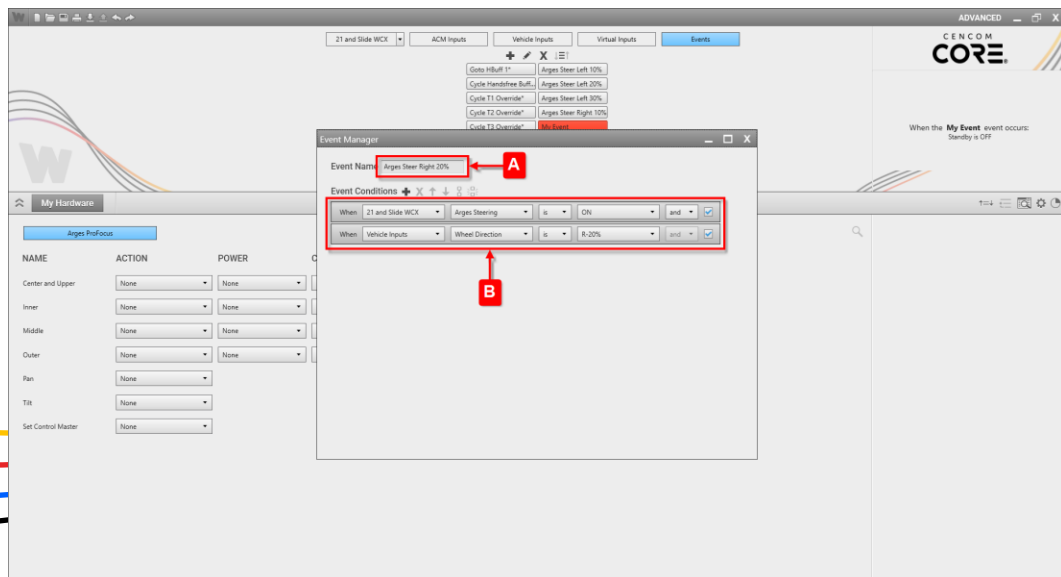 ADVANCED
21 and Slide WCX ACM Inputs Vehicle Inputs Virtual Inputs Events
CENCOM
CORE
Goto HBuff 1* Arges Steer Left 10%
Cycle Handsfree Buff.. Arges Steer Left 20%
Cycle T1 Override* Arges Steer Left 30%
Cycle T2 Override* Arges Steer Right 10%
Cycle T3 Override* My Event
When the My Event event occurs:
Standby is OFF
Event Manager
Event Name Arges Steer Right 20% A
Event Conditions
When 21 and Slide WCX Arges Steering is ON and
When Vehicle Inputs Wheel Direction is R-20% and
B
My Hardware
Arges ProFocus
NAME ACTION POWER C
Center and Upper None None
Inner None None
Middle None None
Outer None None
Pan None
Tilt None
Set Control Master None